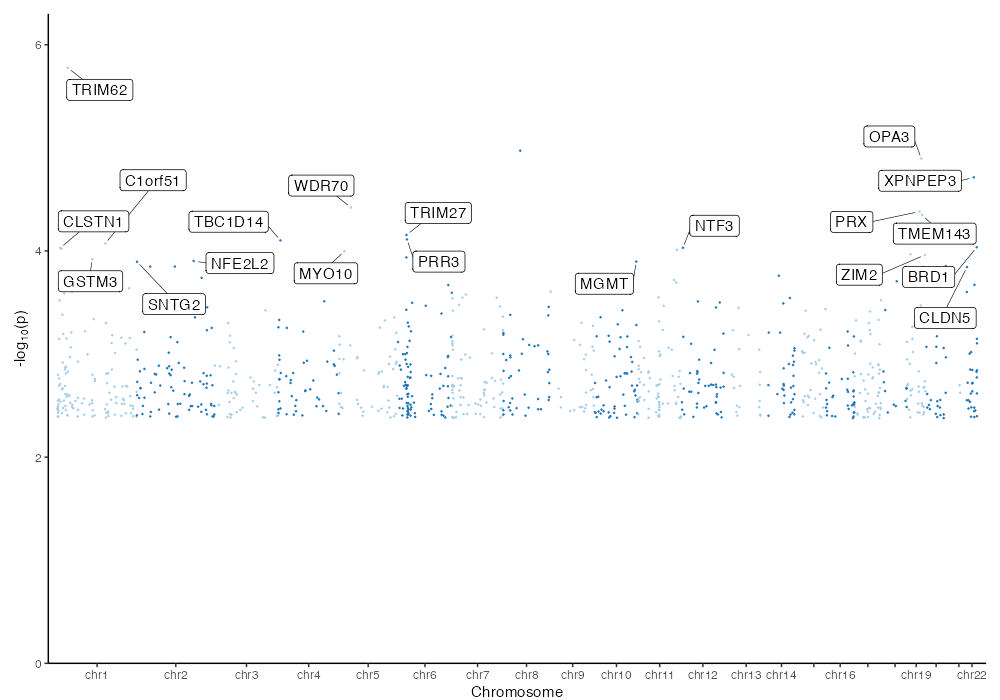 6
TRIM62
OPA3
C1orf51
WDR70
XPNPEP3
CLSTN1
TBC1D14
TRIM27
NTF3
PRX
TMEM143
4
GSTM3
NFE2L2
MYO10
PRR3
MGMT
ZIM2
BRD1
SNTG2
CLDN5
-log10(p)
2
0
chr1 chr2 chr3 chr4 chr5 chr6 chr7 chr8 chr9 chr10 chr11 chr12 chr13 chr14 chr16 chr19 chr22
Chromosome